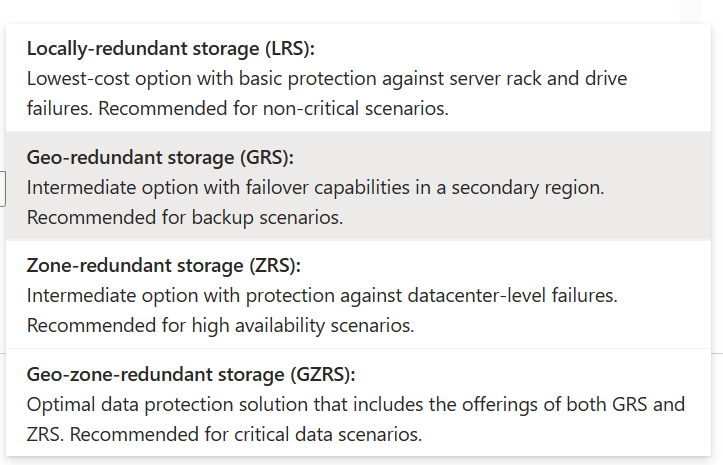 Locally-redundant storage (LRS):
Lowest-cost option with basic protection against server rack and drive
failures. Recommended for non-critical scenarios.
Geo-redundant storage (GRS):
Intermediate option with failover capabilities in a secondary region.
Recommended for backup scenarios.
Zone-redundant storage (ZRS):
Intermediate option with protection against datacenter-level failures.
Recommended for high availability scenarios.
Geo-zone-redundant storage (GZRS):
Optimal data protection solution that includes the offerings of both GRS and
ZRS. Recommended for critical data scenarios.